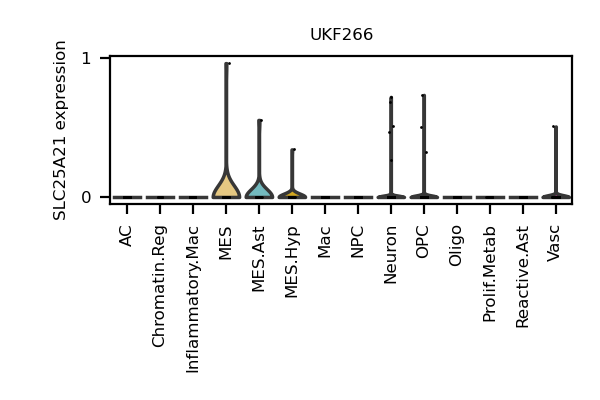 UKF266
SLC25A21 expression
1
0
AC
Chromatin.Reg
Inflammatory.Mac
MES
MES.Ast
MES.Hyp
Mac
NPC
Neuron
OPC
Oligo
Prolif.Metab
Reactive.Ast
Vasc